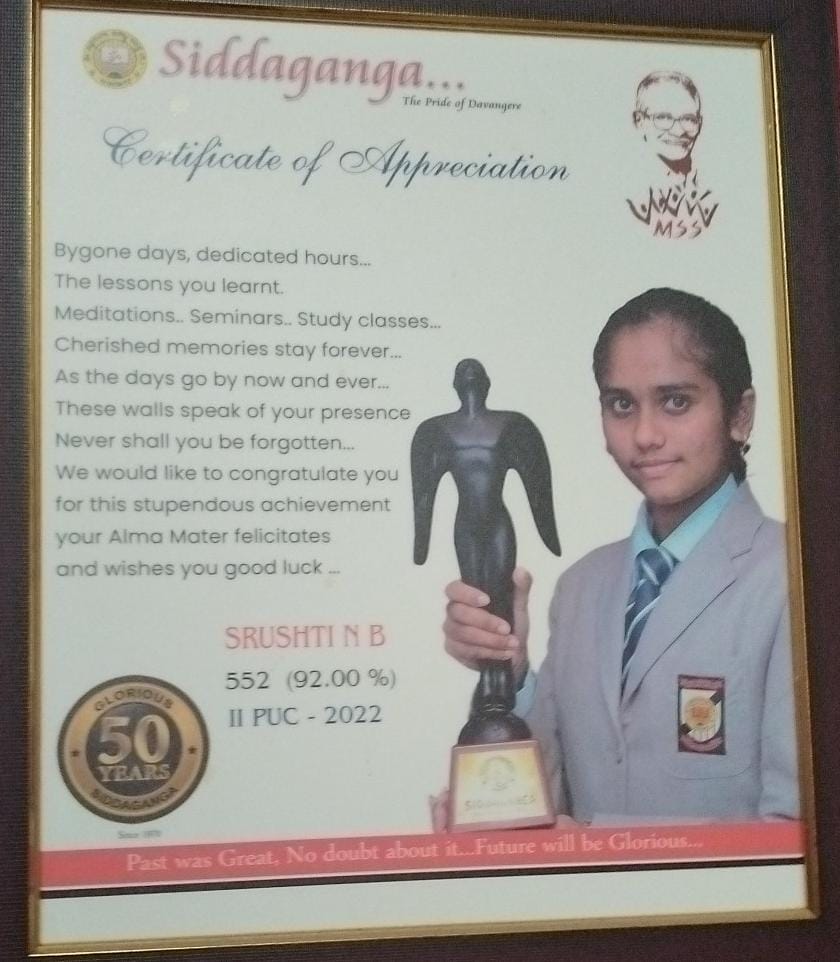 Siddaganga...
The Pride of Davangere
Certificate of Appreciation
MSS
Bygone days, dedicated hours...
The lessons you learnt.
Meditations.. Seminars.. Study classes...
Cherished memories stay forever...
As the days go by now and ever...
These walls speak of your presence
Never shall you be forgotten...
We would like to congratulate you
for this stupendous achievement
your Alma Mater felicitates
and wishes you good luck ...
SRUSHTI N B
552 (92.00 %)
II PUC - 2022
GLORIOUS
50
YEARS
SIDDAGANGA
Since 1970
SIDDAGANGA
Past was Great, No doubt about it...Future will be Glorious...